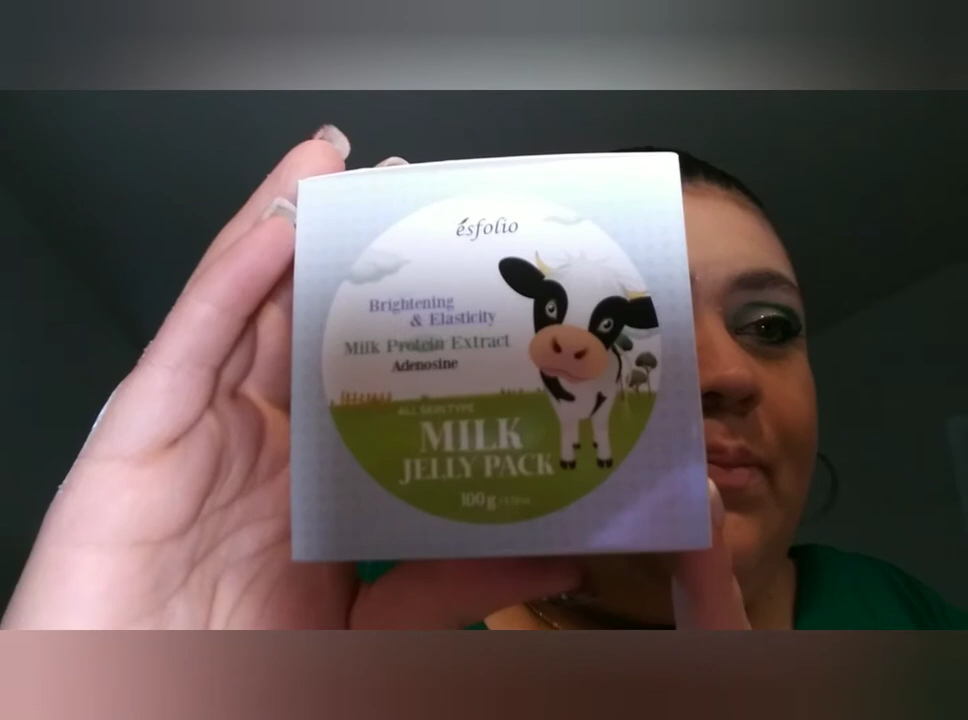 ésfolio
Brightening
& Elasticity
Milk Protein Extract
Adenosine
ALL SKIN TYPE
MILK
JELLY PACK
100g